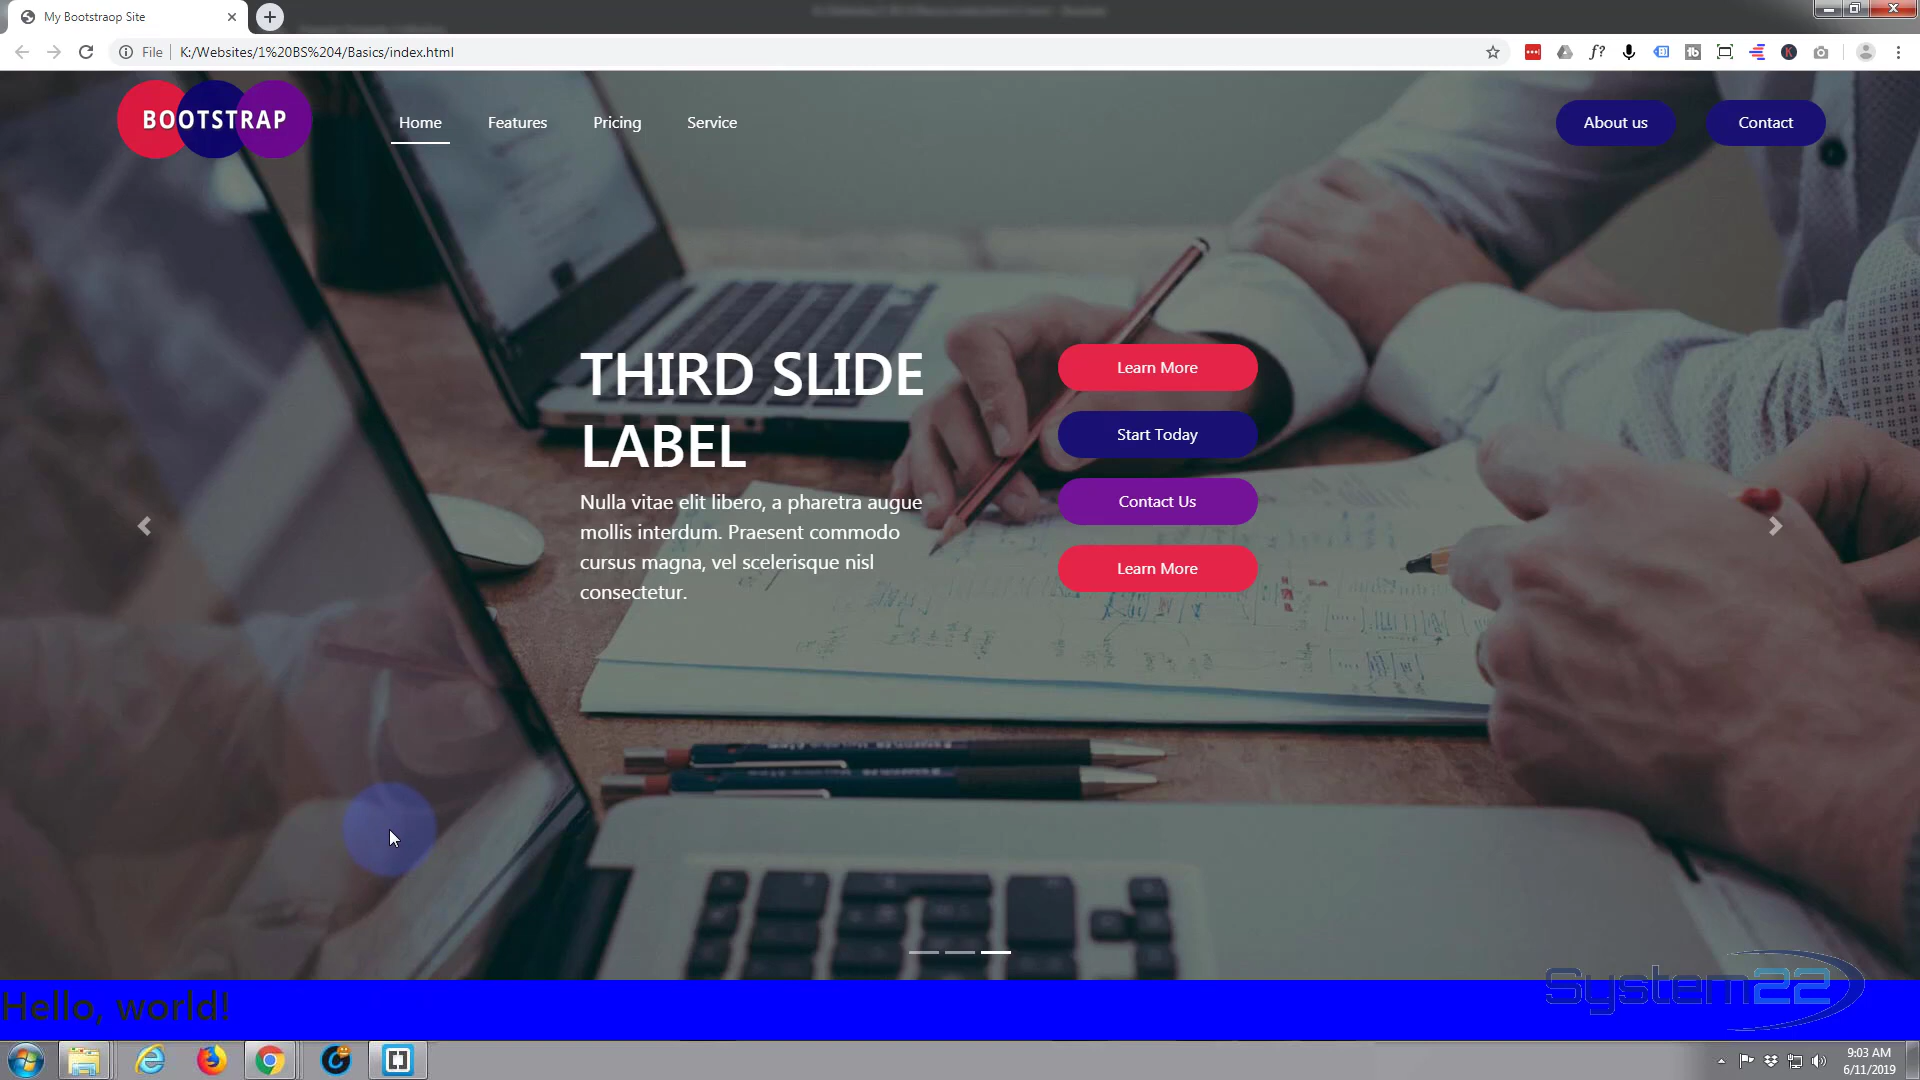 My Bootstraop Site
File
K:/Websites/1%20BS%204/Basics/index.html
f?
K
BOOTSTRAP
Home
Features
Pricing
Service
About us
Contact
THIRD SLIDE
LABEL
Nulla vitae elit libero, a pharetra augue
mollis interdum. Praesent commodo
cursus magna, vel scelerisque nisl
consectetur.
Learn More
Start Today
Contact Us
Learn More
Hello, world!
System22
9:03 AM
6/11/2019